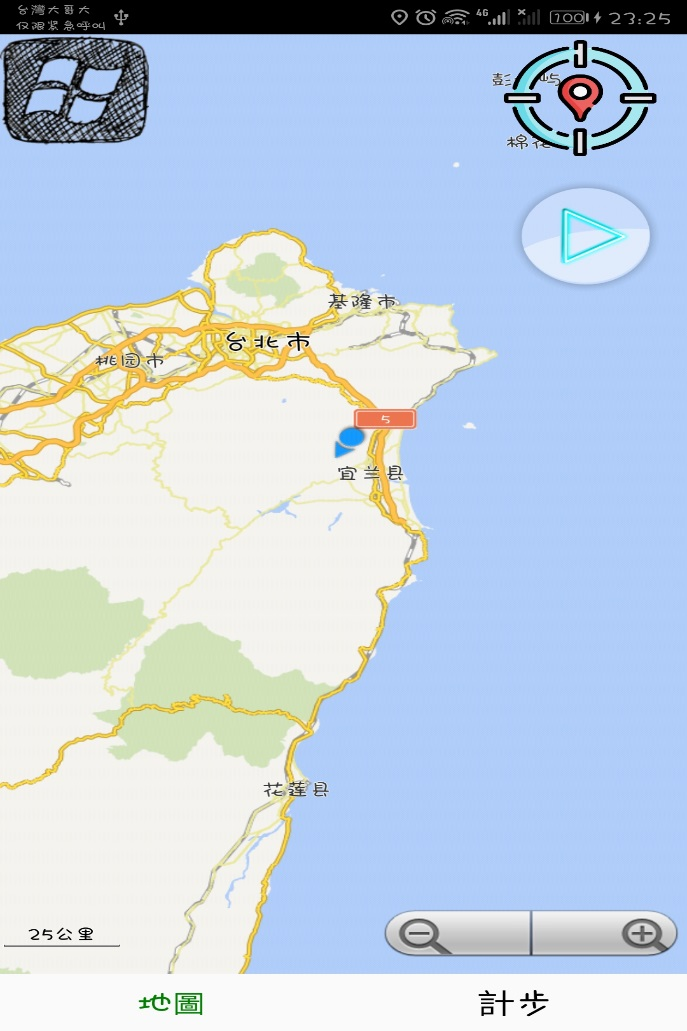 台灣大哥大
仅限紧急呼叫
4G
100
23:25
彭
屿
棉花
基隆市
台北市
桃园市
5
宜兰县
花莲县
25公里
地圖
計步